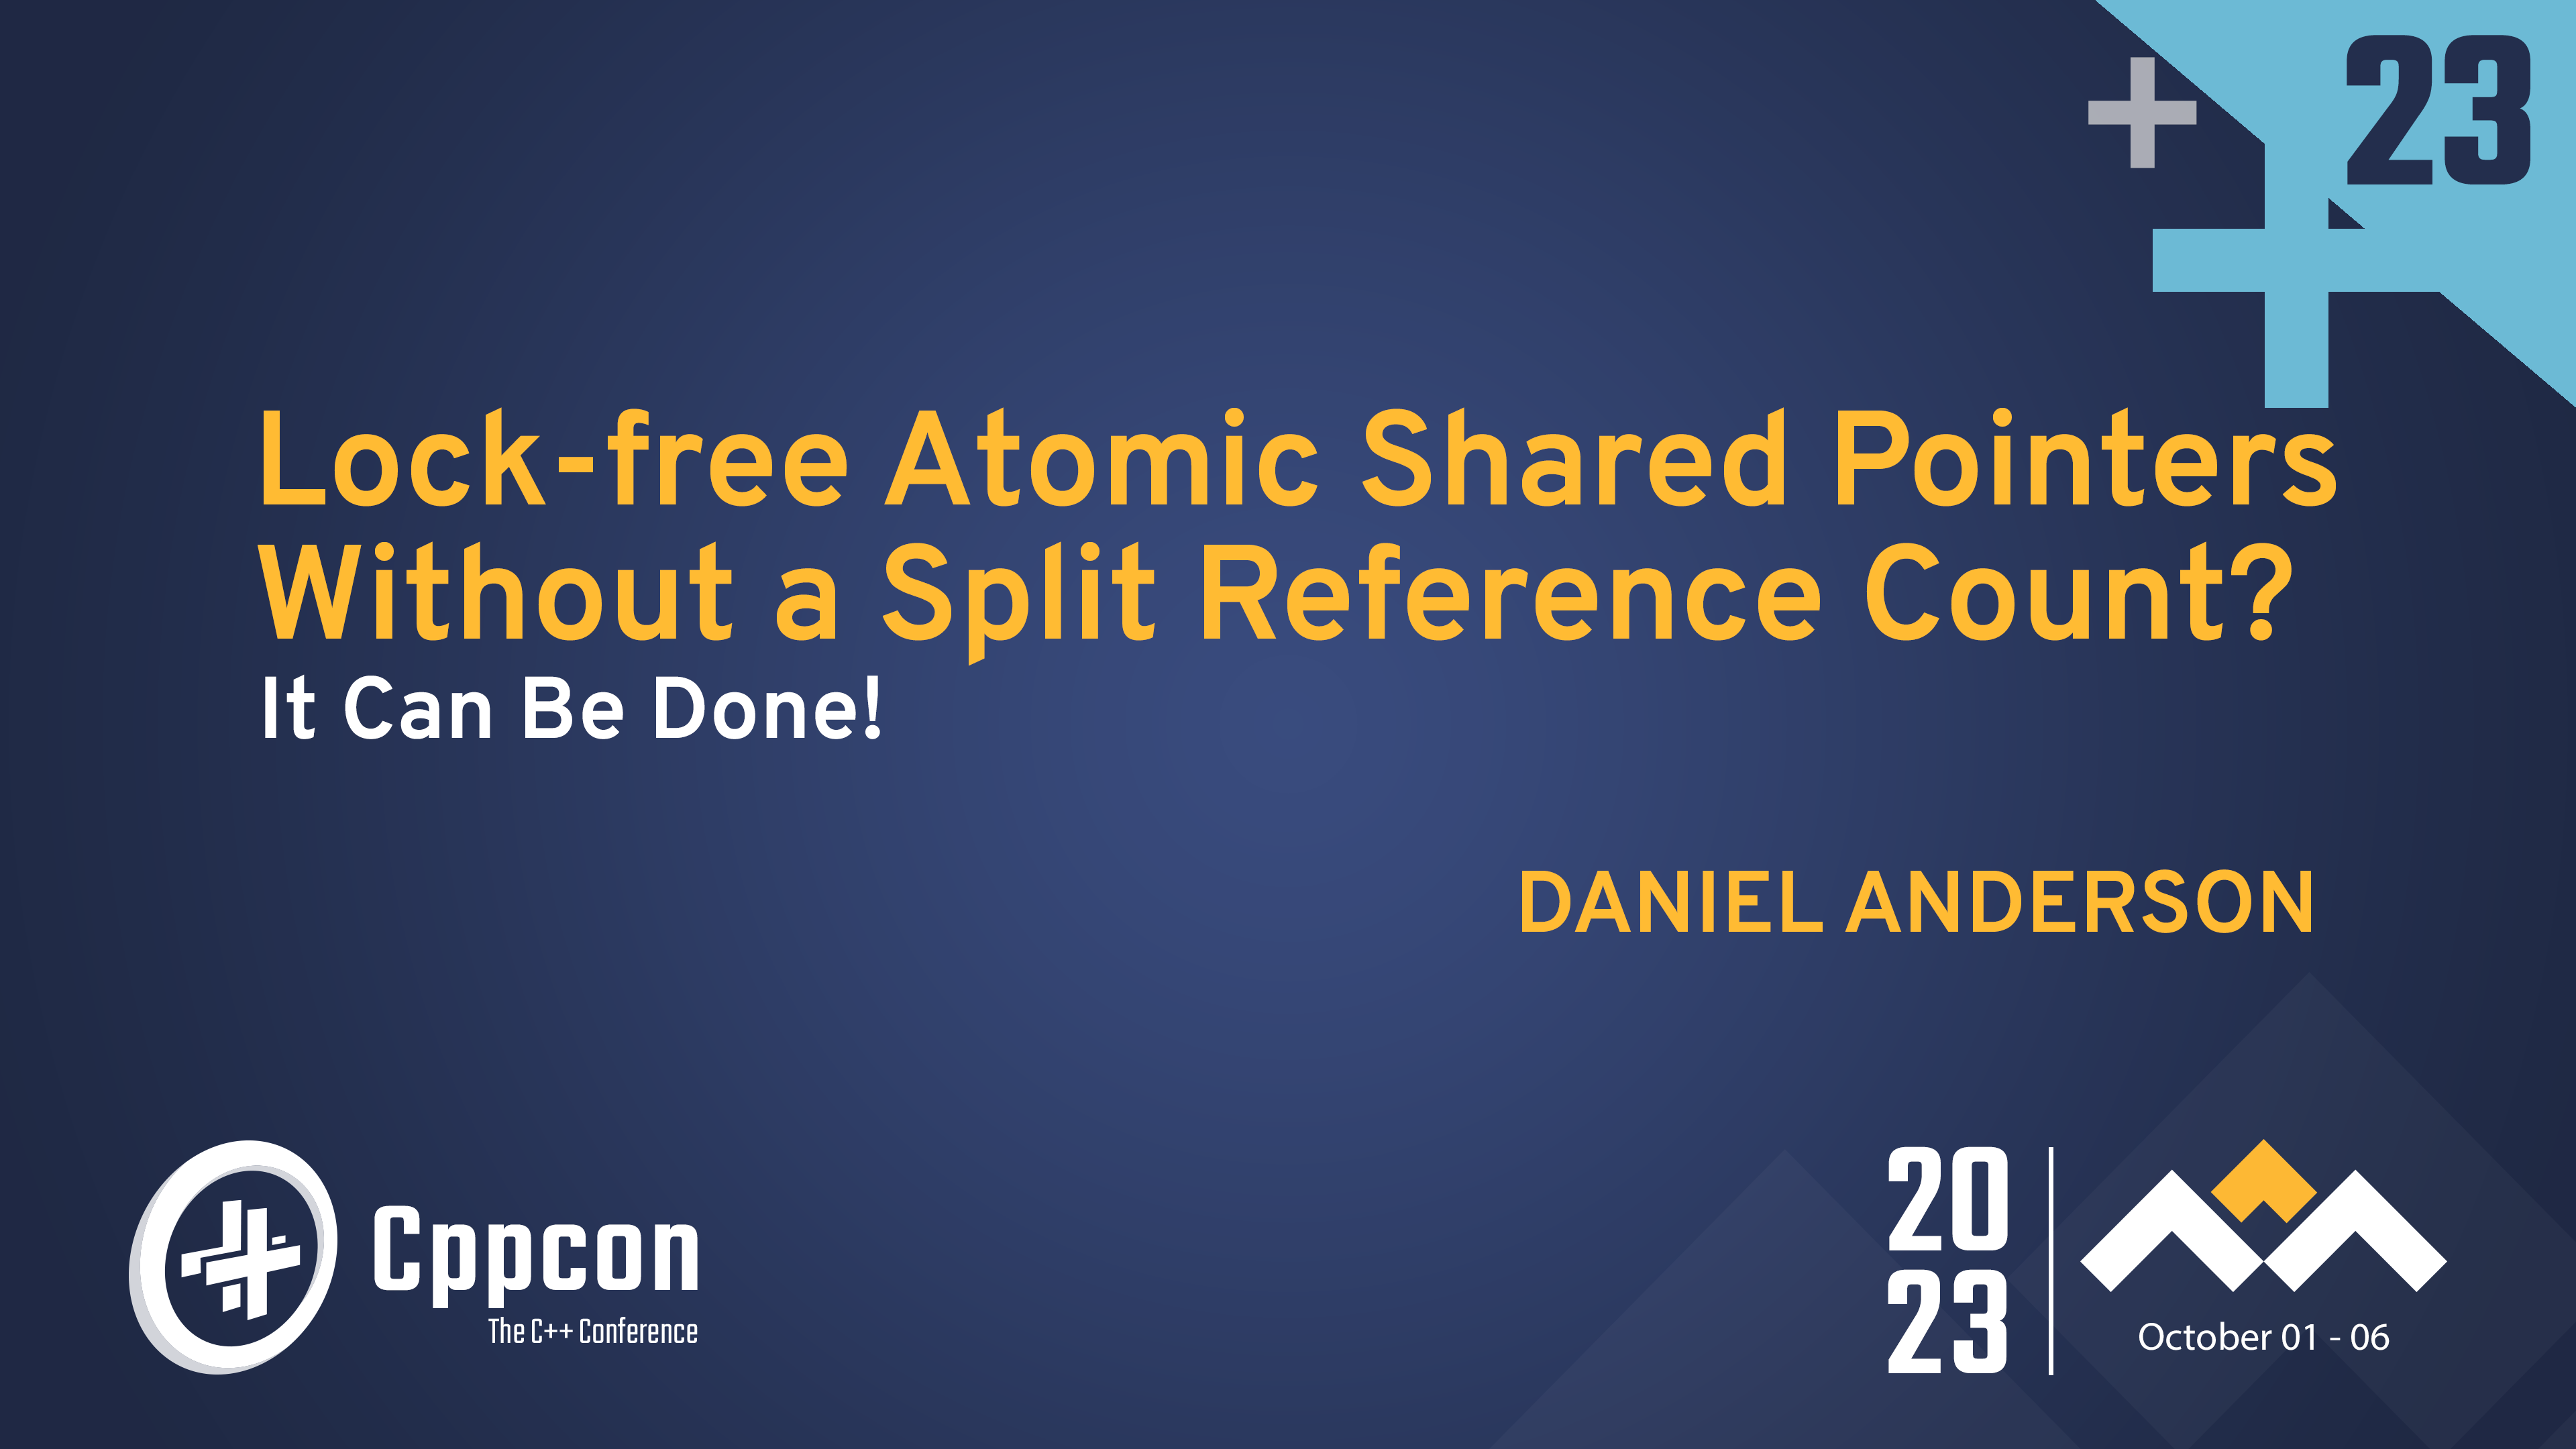 23
Lock-free Atomic Shared Pointers
Without a Split Reference Count?
It Can Be Done!
DANIEL ANDERSON
Cppcon
The C++ Conference
20
23
October 01 - 06